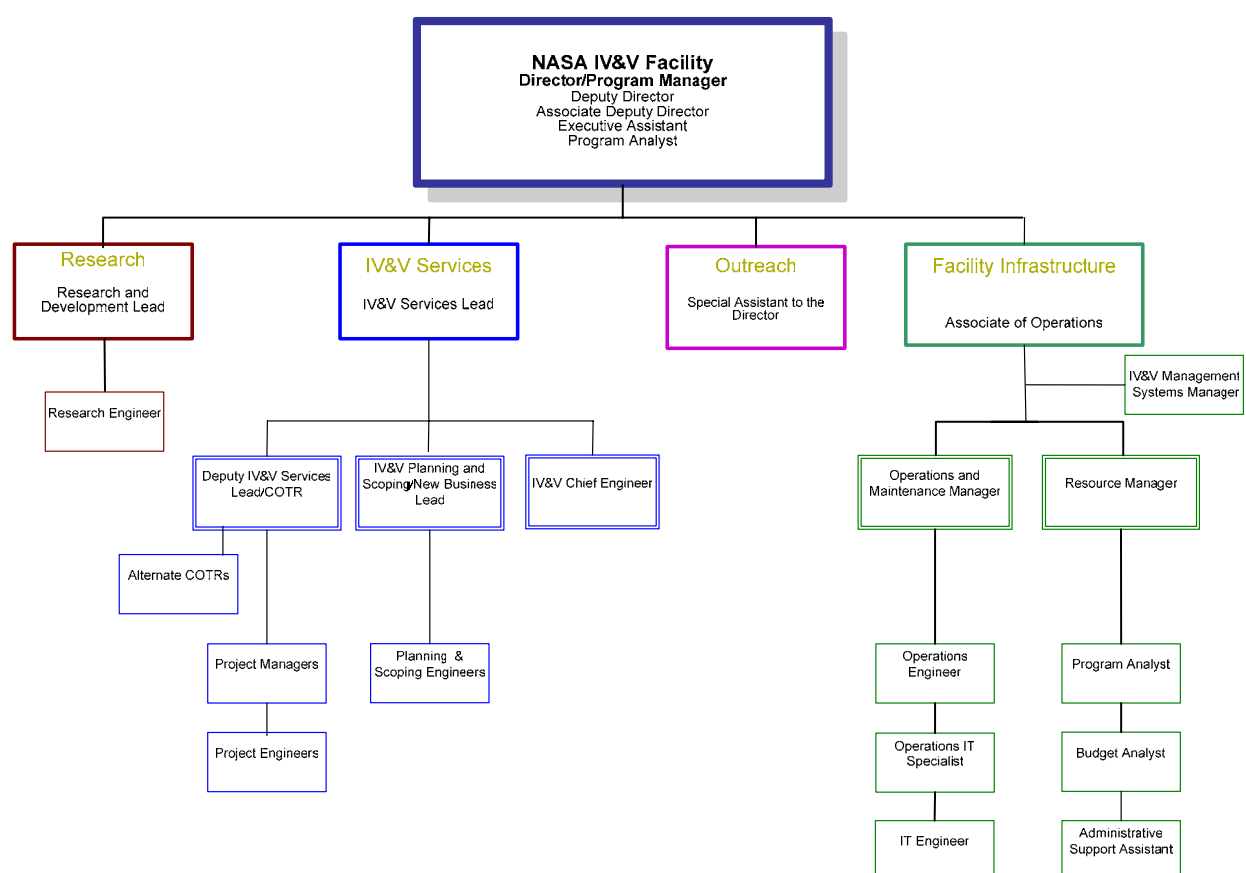 NASA IV&V Facility
Director/Program Manager
Deputy Director
Associate Deputy Director
Executive Assistant
Program Analyst
Research
Research and
Development Lead
IV&V Services
IV&V Services Lead
Outreach
Special Assistant to the
Director
Facility Infrastructure
Associate of Operations
IV&V Management
Systems Manager
Research Engineer
Deputy IV&V Services
Lead/COTR
IV&V Planning and
Scoping/New Business
Lead
IV&V Chief Engineer
Operations and
Maintenance Manager
Resource Manager
Alternate COTRs
Project Managers
Planning & 
Scoping Engineers
Operations
Engineer
Program Analyst
Project Engineers
Operations IT
Specialist
Budget Analyst
IT Engineer
Administrative
Support Assistant